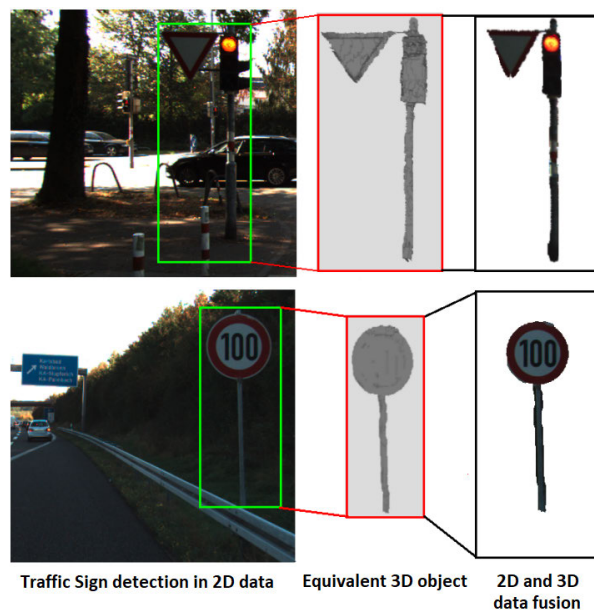 100
100
Traffic Sign detection in 2D data
Equivalent 3D object
2D and 3D
data fusion